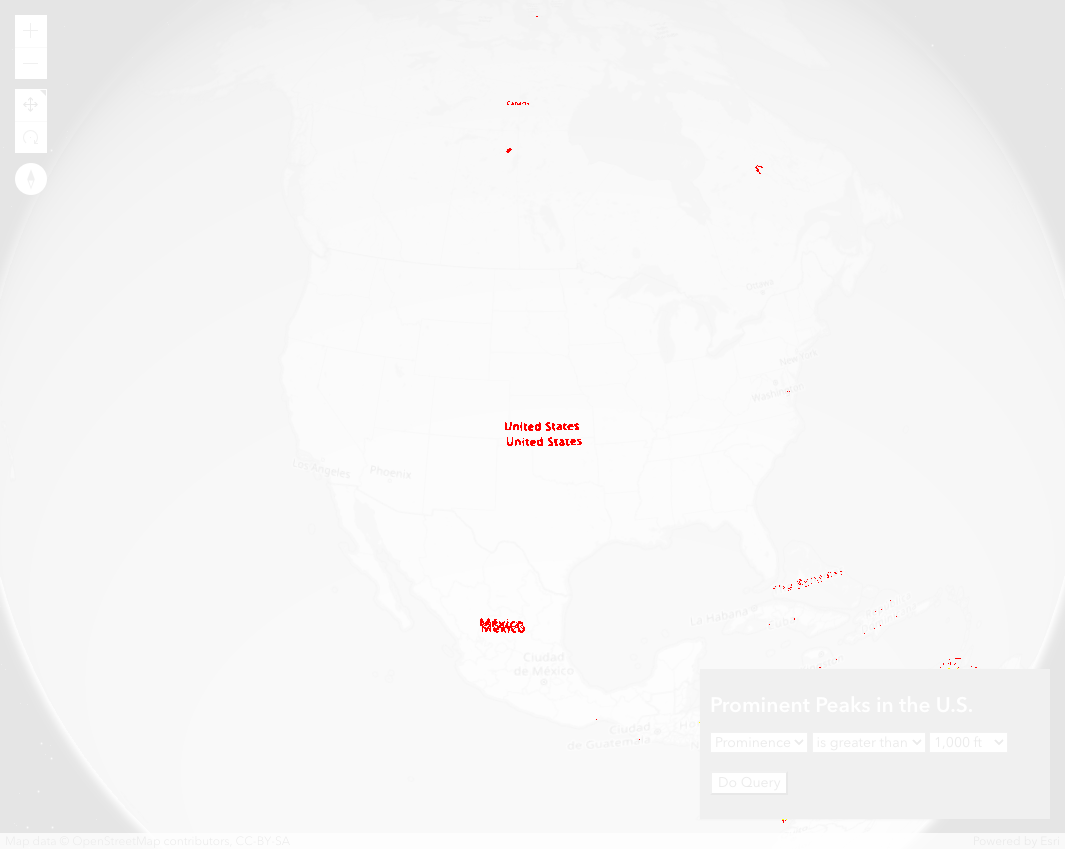 Canada
Ottawa
New York
Washington
United States
United States
Los Angeles
Phoenix
México
México
La Habana
Cuba
Ciudad
de México
Ciudad
de Guatemala
Prominent Peaks in the U.S.
Prominence is greater than 1,000 ft
Do Query
Map data © OpenStreetMap contributors, CC-BY-SA
Powered by Esri